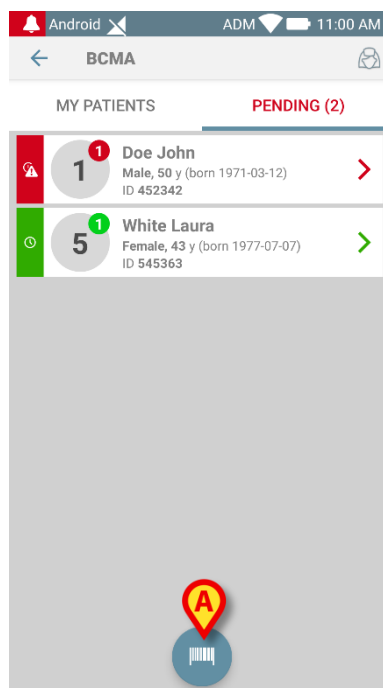 Android ADM 11:00 AM
BCMA
MY PATIENTS PENDING (2)
1 1 Doe John
Male, 50 y (born 1971-03-12)
ID 452342
5 1 White Laura
Female, 43 y (born 1977-07-07)
ID 545363
A